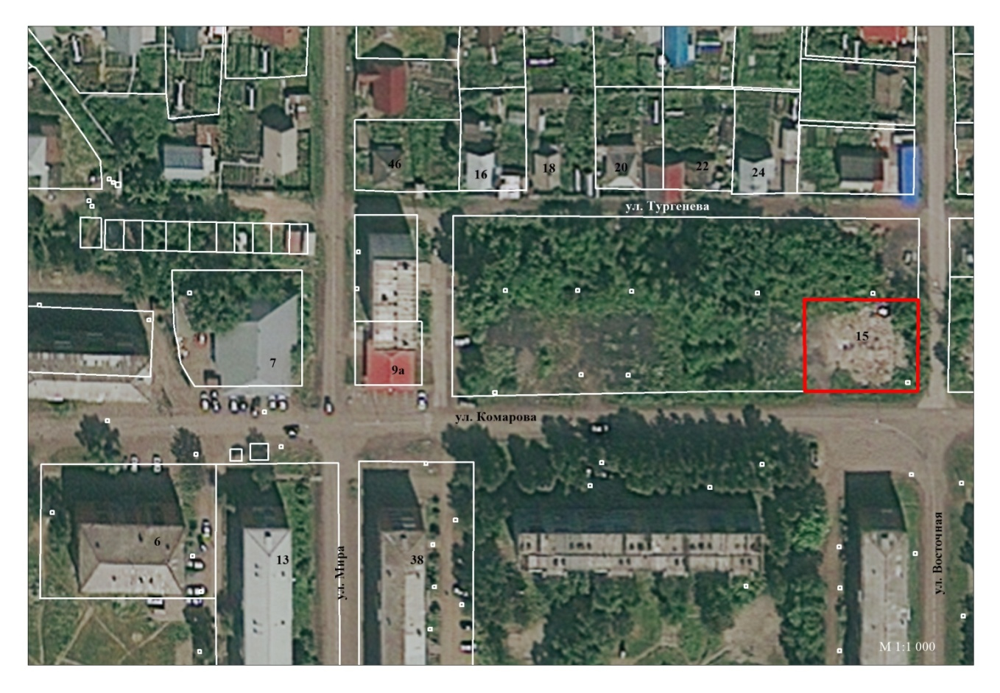 46
16
18
20
22
24
ул. Тургенева
15
7
9а
ул. Комарова
6
13
ул. Мира
38
ул. Восточная
М 1:1 000